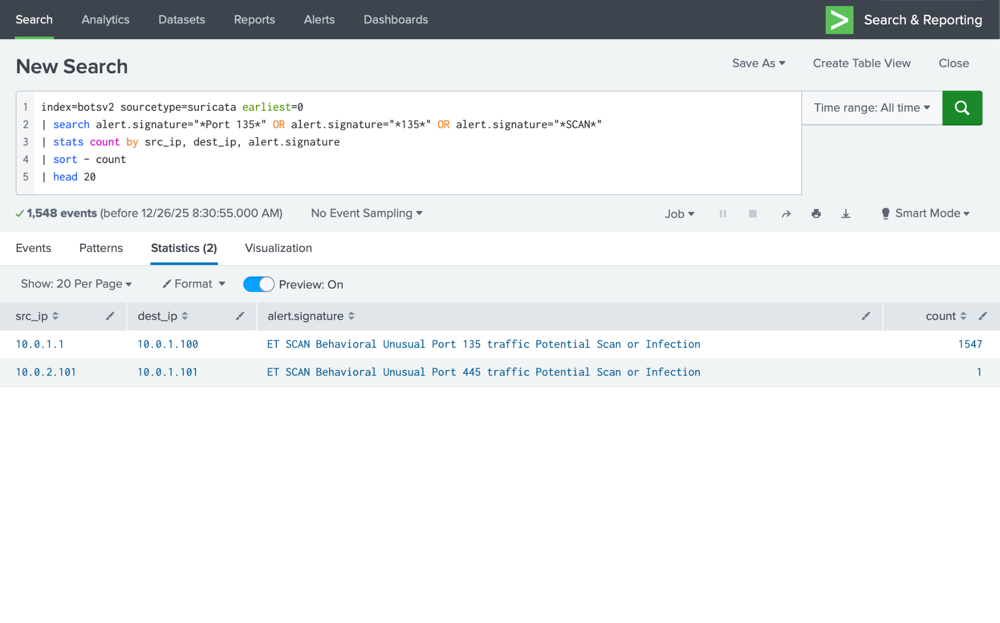 Search Analytics Datasets Reports Alerts Dashboards Search & Reporting
New Search
Save As Create Table View Close
1 index=botsv2 sourcetype=suricata earliest=0
2 | search alert.signature="*Port 135*" OR alert.signature="*135*" OR alert.signature="*SCAN*"
3 | stats count by src_ip, dest_ip, alert.signature
4 | sort - count
5 | head 20
Time range: All time
1,548 events (before 12/26/25 8:30:55.000 AM) No Event Sampling Job Smart Mode
Events Patterns Statistics (2) Visualization
Show: 20 Per Page Format Preview: On
src_ip dest_ip alert.signature count
10.0.1.1 10.0.1.100 ET SCAN Behavioral Unusual Port 135 traffic Potential Scan or Infection 1547
10.0.2.101 10.0.1.101 ET SCAN Behavioral Unusual Port 445 traffic Potential Scan or Infection 1